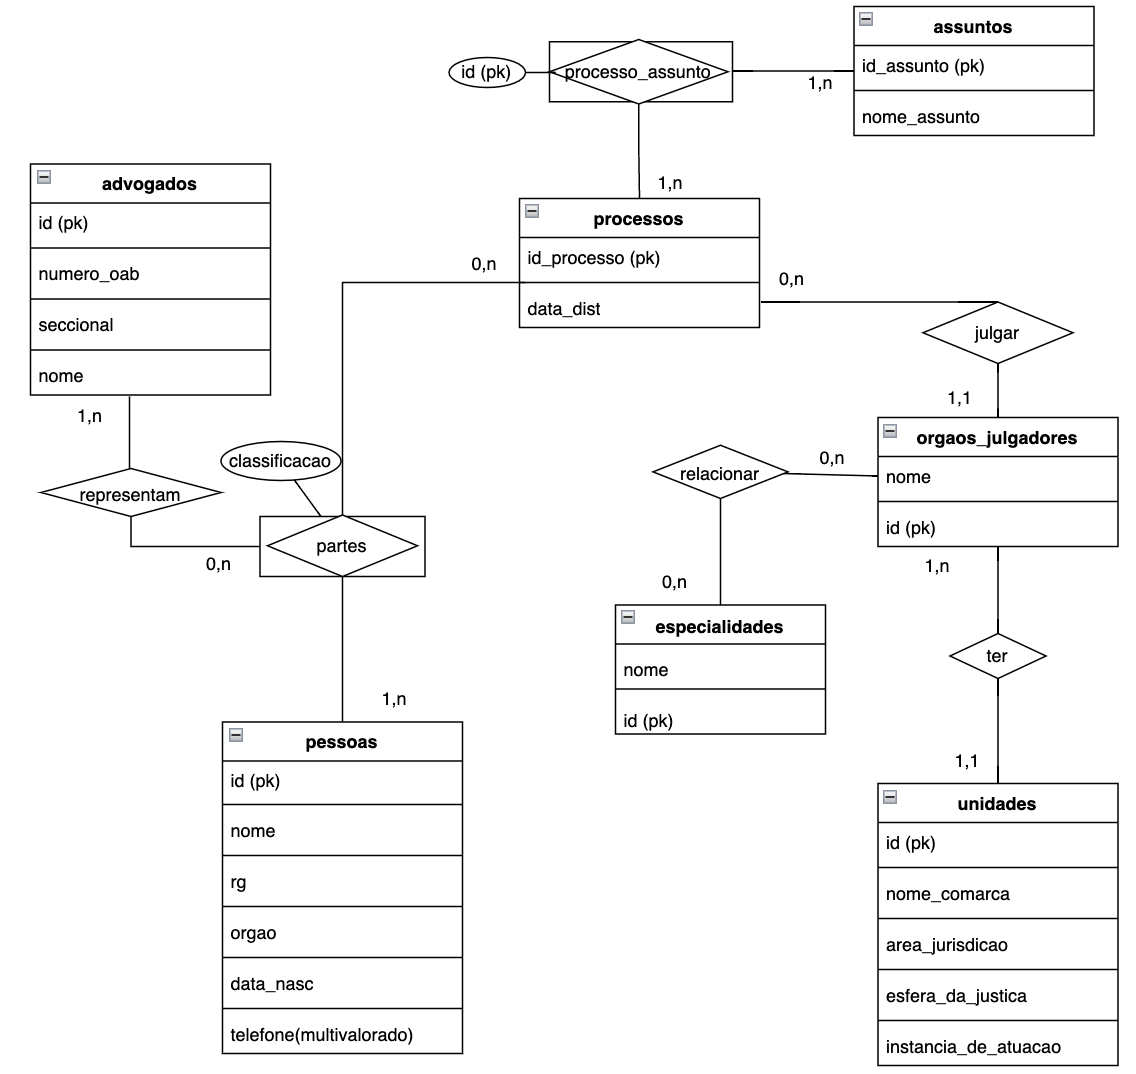 assuntos
id_assunto (pk)
nome_assunto
id (pk)
processo_assunto
1,n
1,n
advogados
id (pk)
numero_oab
seccional
nome
processos
id_processo (pk)
data_dist
0,n
0,n
julgar
1,1
1,n
representam
0,n
classificacao
partes
orgaos_julgadores
nome
id (pk)
relacionar
0,n
0,n
especialidades
nome
id (pk)
1,n
ter
1,1
1,n
pessoas
id (pk)
nome
rg
orgao
data_nasc
telefone(multivalorado)
unidades
id (pk)
nome_comarca
area_jurisdicao
esfera_da_justica
instancia_de_atuacao